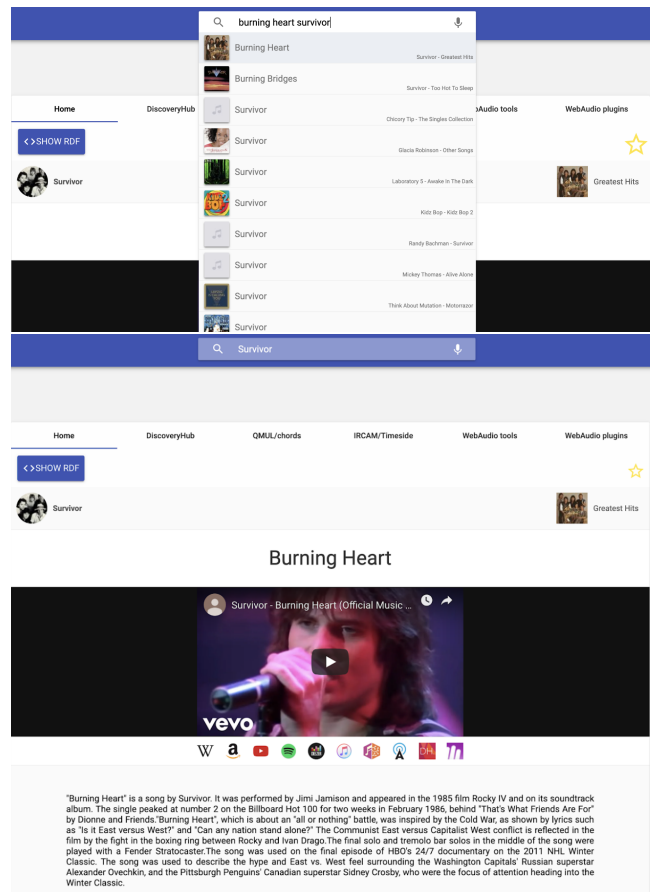 burning heart survivor
Burning Heart
Survivor - Greatest Hits
Burning Bridges
Survivor - Too Hot To Sleep
Survivor
Chicory Tip - The Singles Collection
Survivor
Glacia Robinson - Other Songs
Survivor
Laboratory 5 - Awake In The Dark
Survivor
Kidz Bop - Kidz Bop 2
Survivor
Randy Bachman - Survivor
Survivor
Mickey Thomas - Alive Alone
Survivor
Think About Mutation - Motorrazor
Survivor
Home DiscoveryHub bAudio tools WebAudio plugins
< >SHOW RDF
Survivor Greatest Hits
Survivor
Home DiscoveryHub QMUL/chords IRCAM/Timeside WebAudio tools WebAudio plugins
< >SHOW RDF
Survivor Greatest Hits
Burning Heart
Survivor - Burning Heart (Official Music ...
vevo
W a DH m
"Burning Heart" is a song by Survivor. It was performed by Jimi Jamison and appeared in the 1985 film Rocky IV and on its soundtrack
album. The single peaked at number 2 on the Billboard Hot 100 for two weeks in February 1986, behind "That's What Friends Are For"
by Dionne and Friends."Burning Heart", which is about an "all or nothing" battle, was inspired by the Cold War, as shown by lyrics such
as "Is it East versus West?" and "Can any nation stand alone?" The Communist East versus Capitalist West conflict is reflected in the
film by the fight in the boxing ring between Rocky and Ivan Drago.The final solo and tremolo bar solos in the middle of the song were
played with a Fender Stratocaster.The song was used on the final episode of HBO's 24/7 documentary on the 2011 NHL Winter
Classic. The song was used to describe the hype and East vs. West feel surrounding the Washington Capitals' Russian superstar
Alexander Ovechkin, and the Pittsburgh Penguins' Canadian superstar Sidney Crosby, who were the focus of attention heading into the
Winter Classic.